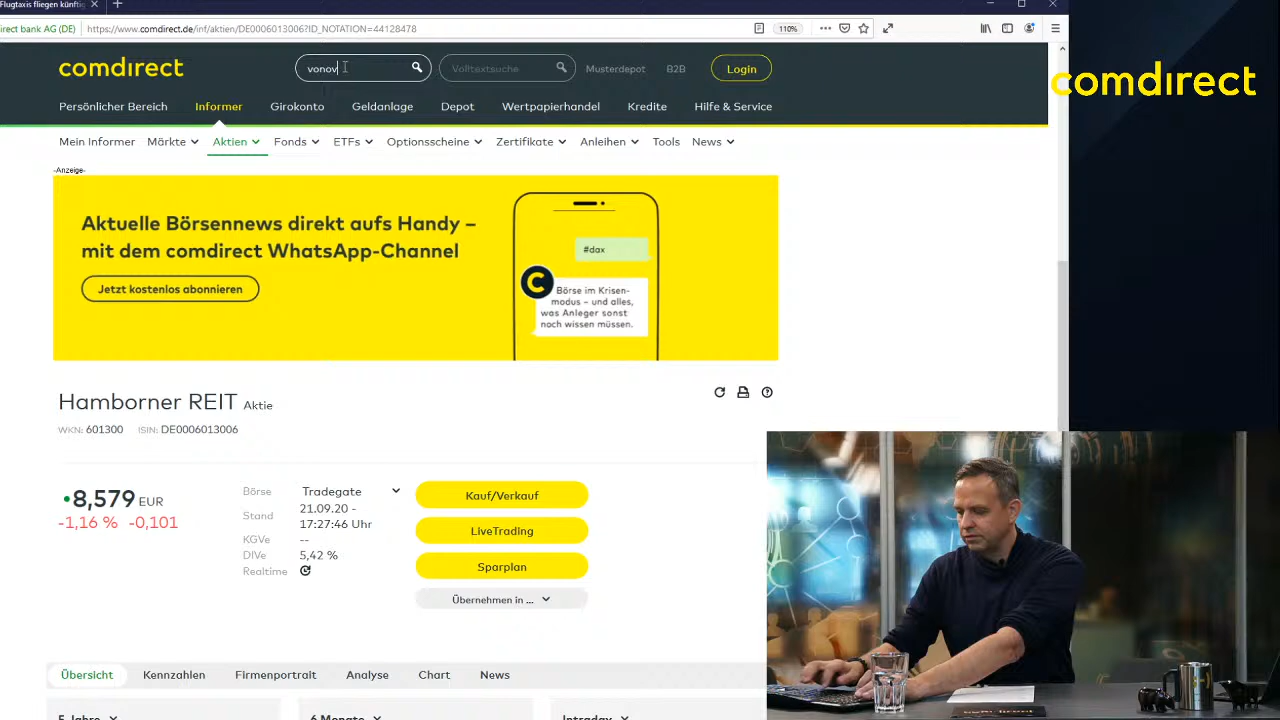 Flugtaxis fliegen künftig
irect bank AG (DE)
https://www.comdirect.de/inf/aktien/DE0006013006?ID_NOTATION=44128478
110%
comdirect
vonov
Volltextsuche
Musterdepot
B2B
Login
comdirect
Persönlicher Bereich
Informer
Girokonto
Geldanlage
Depot
Wertpapierhandel
Kredite
Hilfe & Service
Mein Informer
Märkte
Aktien
Fonds
ETFs
Optionsscheine
Zertifikate
Anleihen
Tools
News
-Anzeige-
Aktuelle Börsennews direkt aufs Handy –
mit dem comdirect WhatsApp-Channel
Jetzt kostenlos abonnieren
#dax
C
Börse im Krisen-
modus – und alles,
was Anleger sonst
noch wissen müssen.
Hamborner REIT Aktie
WKN: 601300 ISIN: DE0006013006
8,579 EUR
-1,16 % -0,101
Börse Tradegate
Stand 21.09.20 -
17:27:46 Uhr
KGVe --
DIVe 5,42 %
Realtime
Kauf/Verkauf
LiveTrading
Sparplan
Übernehmen in ...
Übersicht
Kennzahlen
Firmenportrait
Analyse
Chart
News
5 Jahre
6 Monate
Intraday